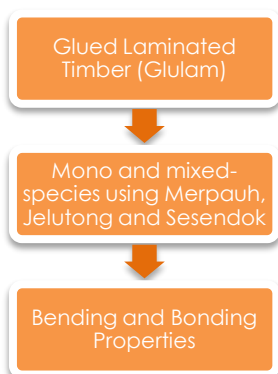 Glued Laminated
Timber (Glulam)
Mono and mixed-
species using Merpauh,
Jelutong and Sesendok
Bending and Bonding
Properties